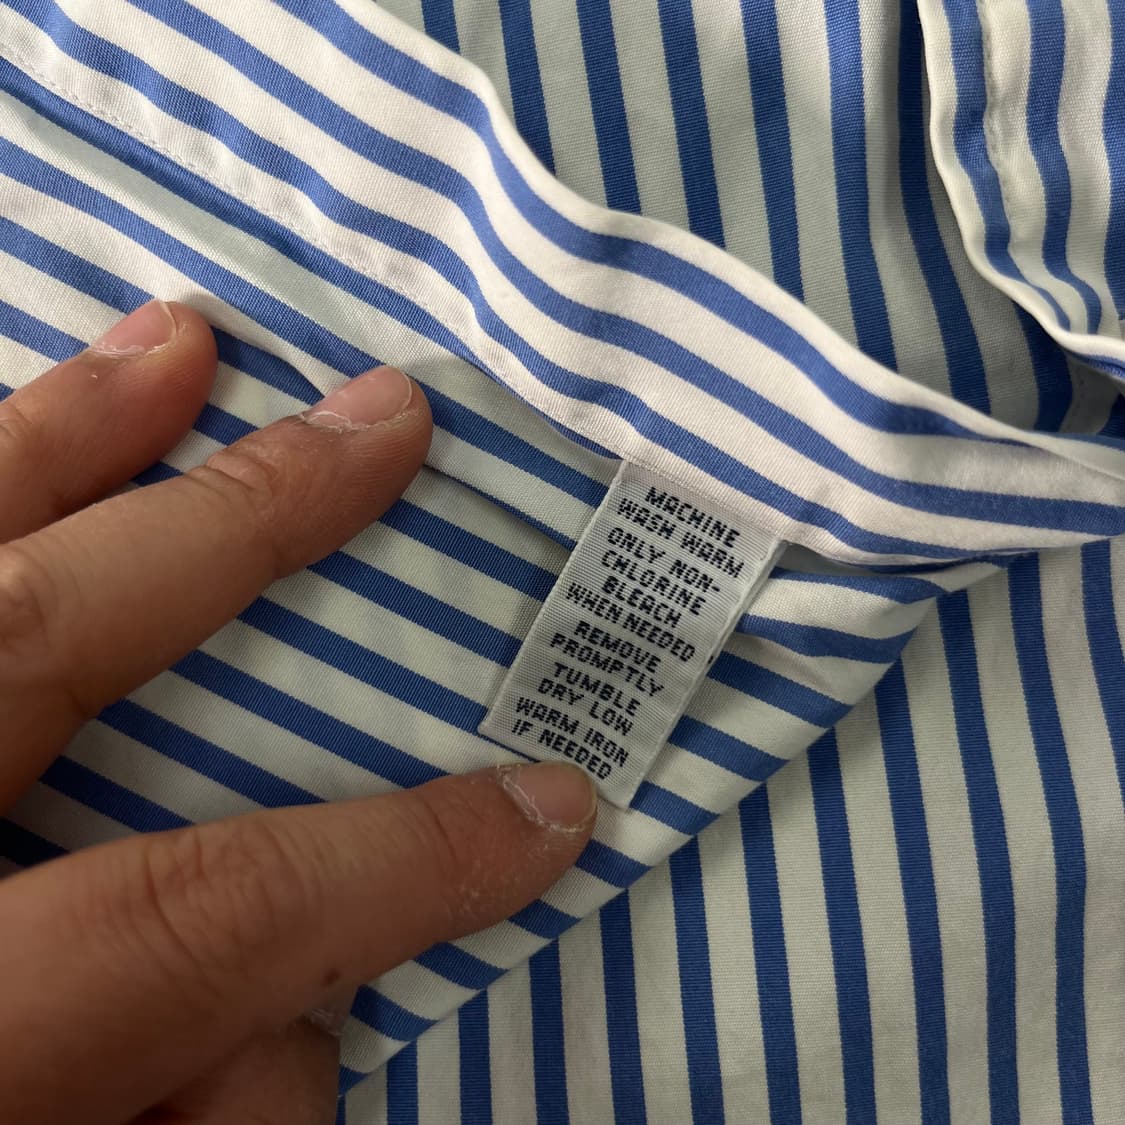 MACHINE
WASH WARM
ONLY NON-
CHLORINE
BLEACH
WHEN NEEDED
REMOVE
PROMPTLY
TUMBLE
DRY LOW
WARM IRON
IF NEEDED